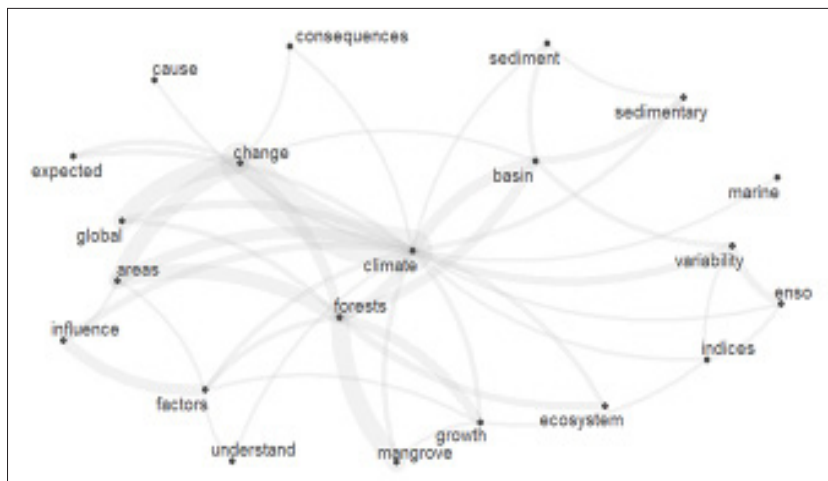 consequences
sediment
cause
sedimentary
change
expected
basin
marine
global
climate
variability
areas
enso
forests
influence
indices
factors
ecosystem
growth
understand
mangrove